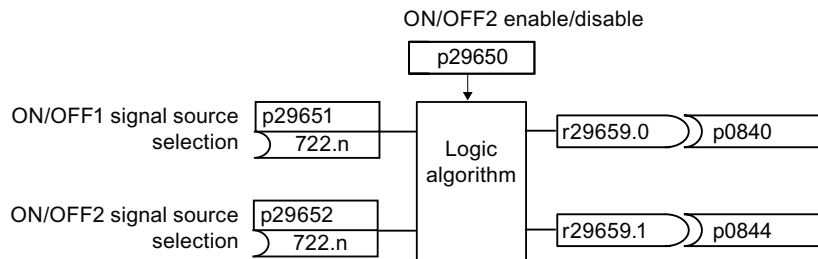 ON/OFF2 enable/disable
p29650
ON/OFF1 signal source
selection
p29651
722.n
Logic
algorithm
r29659.0
p0840
ON/OFF2 signal source
selection
p29652
722.n
r29659.1
p0844